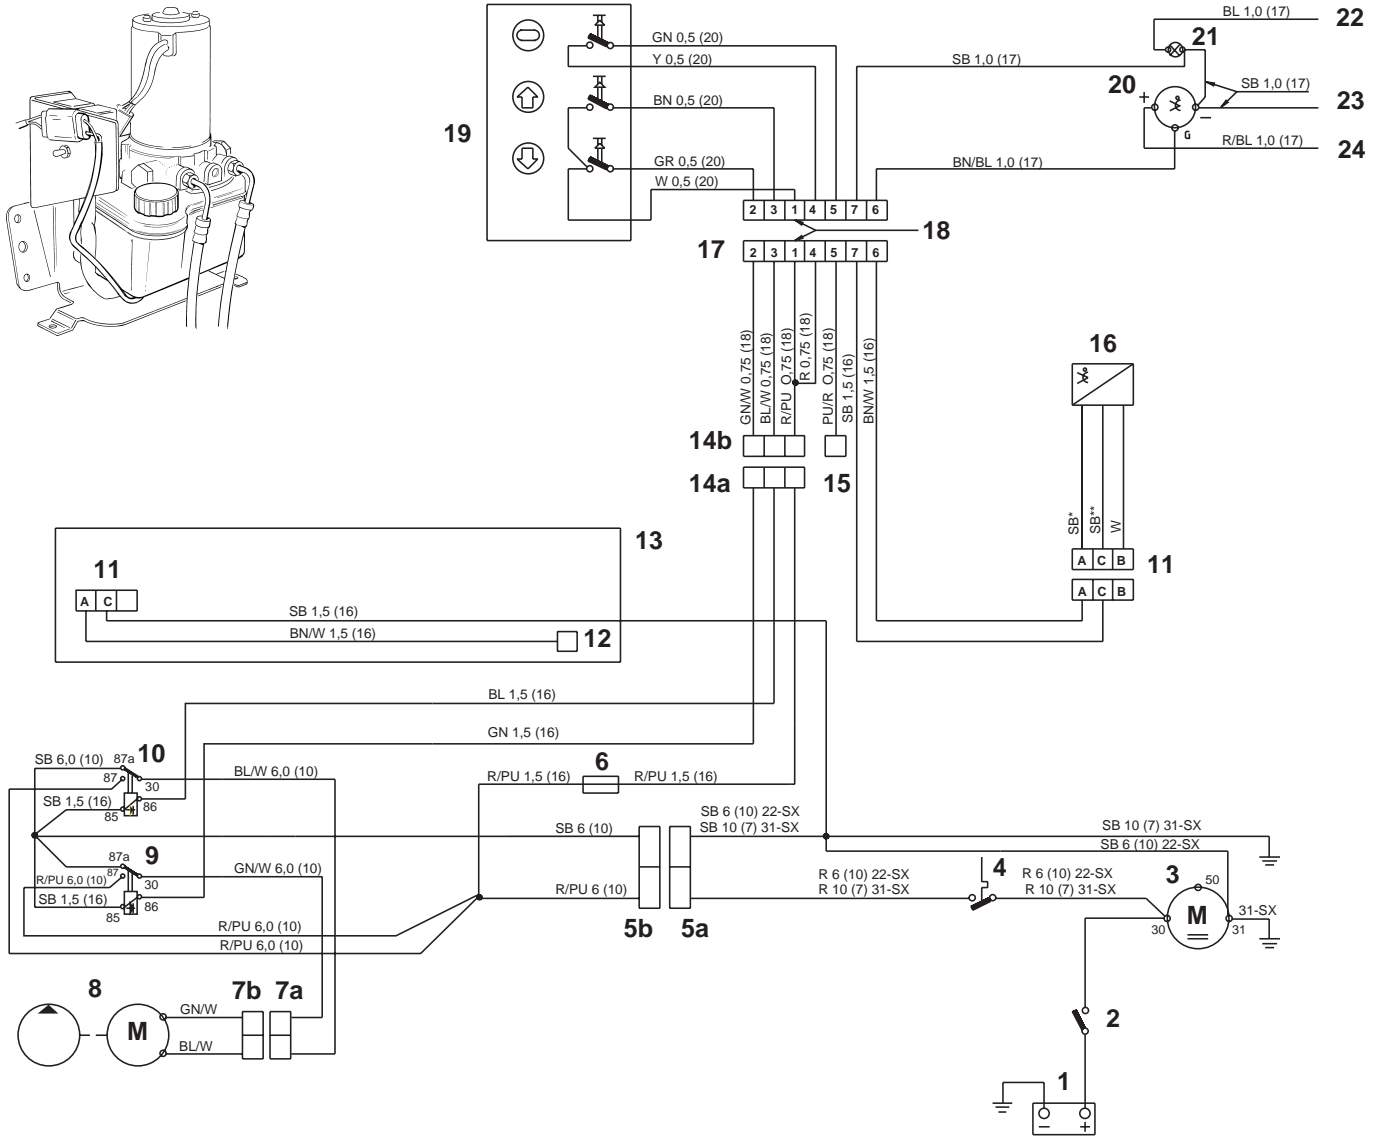 BL 1,0 (17)
22
21
GN 0,5 (20)
Y 0,5 (20)
SB 1,0 (17)
20
+
SB 1,0 (17)
BN 0,5 (20)
23
−
19
G
R/BL 1,0 (17)
24
GR 0,5 (20)
BN/BL 1,0 (17)
W 0,5 (20)
2 3 1 4 5 7 6
18
17
2 3 1 4 5 7 6
GN/W 0,75 (18)
BL/W 0,75 (18)
R/PU O,75 (18)
R 0,75 (18)
PU/R O,75 (18)
SB 1,5 (16)
BN/W 1,5 (16)
16
14b
14a
15
SB*
SB**
W
13
11
A C B
11
A C
A C B
SB 1,5 (16)
BN/W 1,5 (16)
12
BL 1,5 (16)
GN 1,5 (16)
10
SB 6,0 (10)
87a
87
30
BL/W 6,0 (10)
6
R/PU 1,5 (16)
R/PU 1,5 (16)
SB 1,5 (16)
86
85
SB 6 (10) 22-SX
SB 10 (7) 31-SX
SB 6 (10)
SB 10 (7) 31-SX
SB 6 (10) 22-SX
9
87a
87
30
GN/W 6,0 (10)
R/PU 6,0 (10)
SB 1,5 (16)
86
85
R/PU 6 (10)
R 6 (10) 22-SX
R 10 (7) 31-SX
4
R 6 (10) 22-SX
R 10 (7) 31-SX
3
50
M
30
31
31-SX
R/PU 6,0 (10)
R/PU 6,0 (10)
5b
5a
8
7b
7a
GN/W
M
BL/W
2
1
−
+